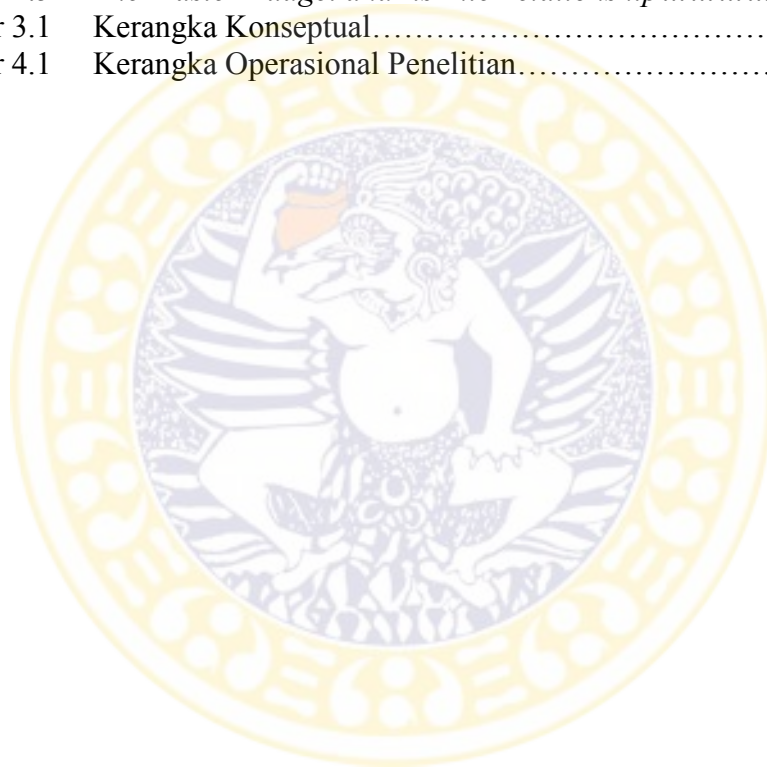 r 3.1 Kerangka Konseptual…………………………………
r 4.1 Kerangka Operasional Penelitian……………………….